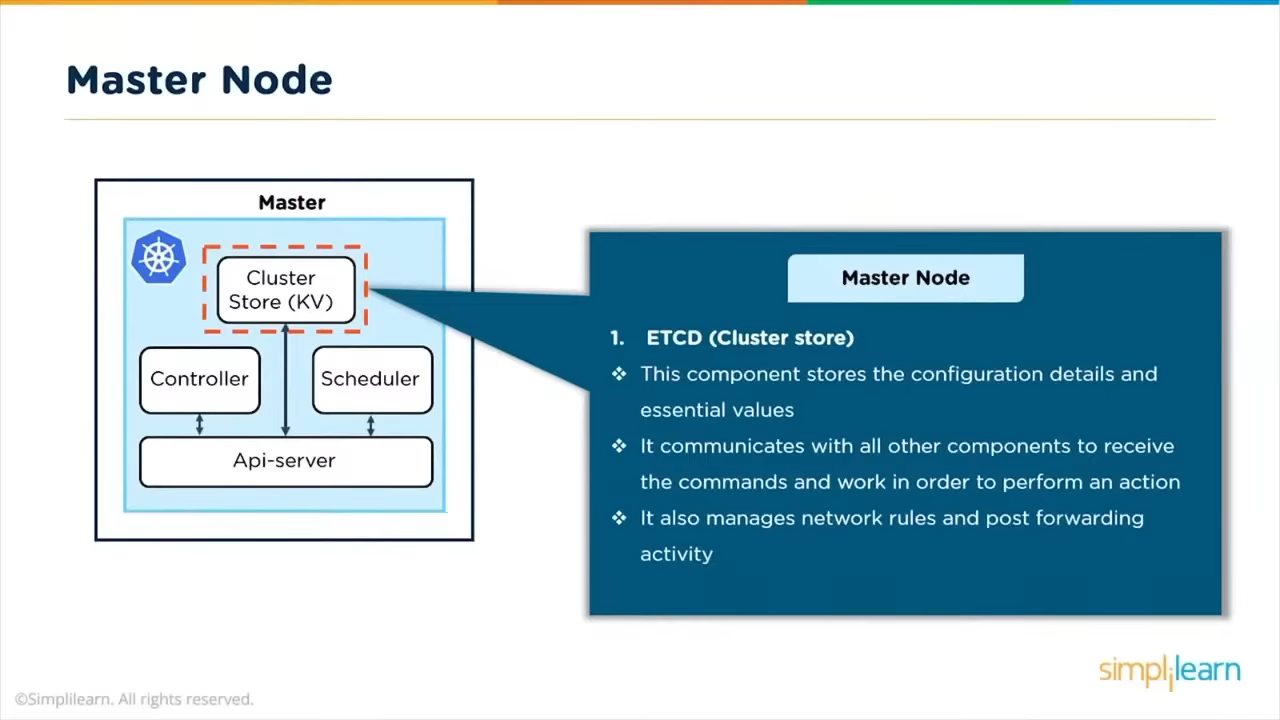 Master Node
Master
Cluster
Store (KV)
Controller
Scheduler
Api-server
Master Node
1. ETCD (Cluster store)
❖ This component stores the configuration details and
essential values
❖ It communicates with all other components to receive
the commands and work in order to perform an action
❖ It also manages network rules and post forwarding
activity
simplilearn
©Simplilearn. All rights reserved.